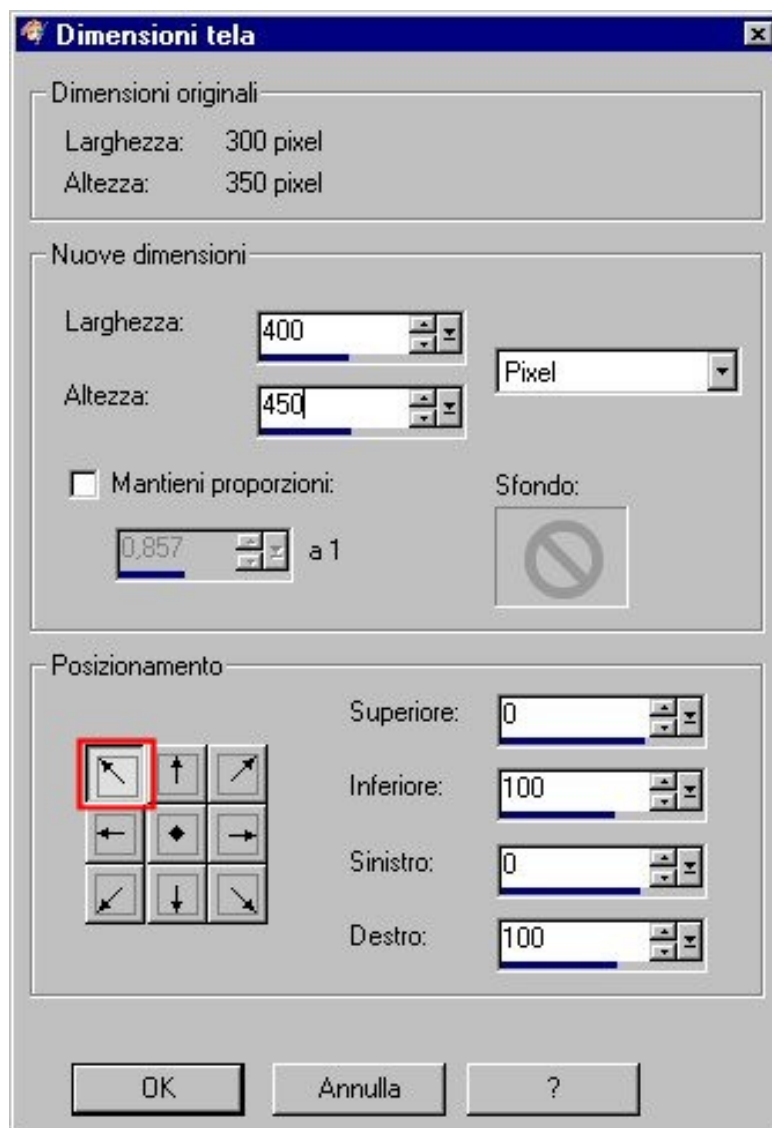 Dimensioni tela
Dimensioni originali
Larghezza: 300 pixel
Altezza: 350 pixel
Nuove dimensioni
Larghezza: 400
Pixel
Altezza: 450
Mantieni proporzioni:
Sfondo:
0,857 a 1
Posizionamento
Superiore: 0
Inferiore: 100
Sinistro: 0
Destro: 100
OK Annulla ?